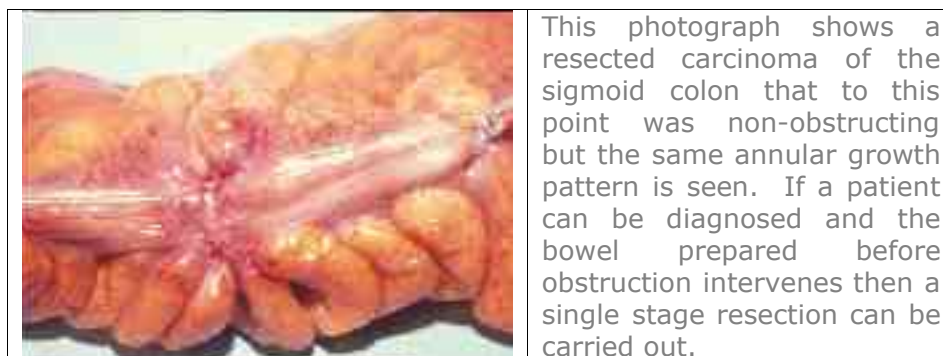 This photograph shows a
resected carcinoma of the
sigmoid colon that to this
point was non-obstructing
but the same annular growth
pattern is seen. If a patient
can be diagnosed and the
bowel prepared before
obstruction intervenes then a
single stage resection can be
carried out.